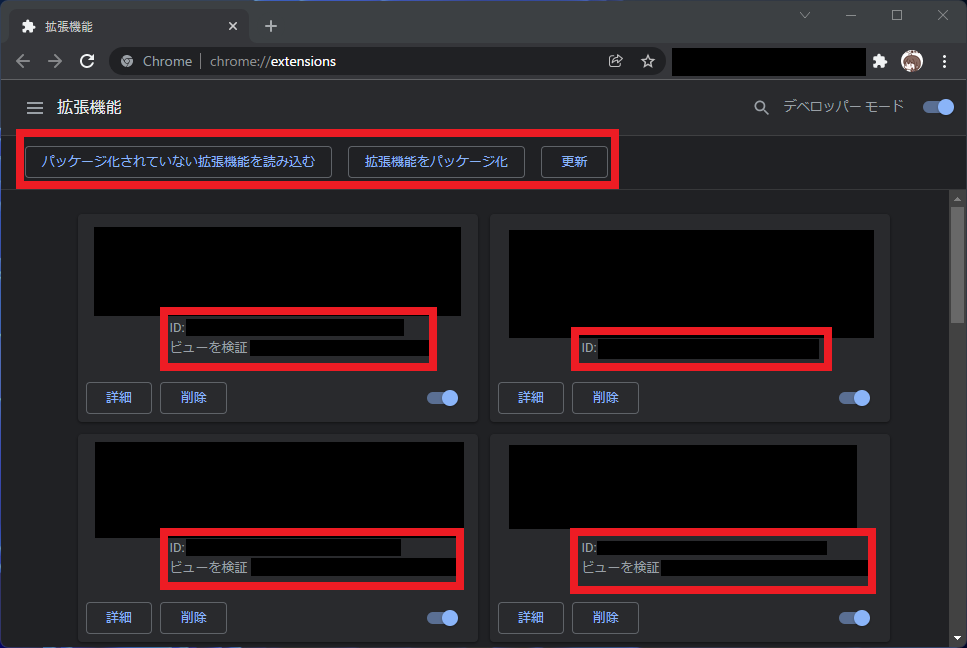 拡張機能
Chrome chrome://extensions
拡張機能
デベロッパー モード
パッケージ化されていない拡張機能を読み込む 拡張機能をパッケージ化 更新
ID:
ビューを検証
詳細 削除
ID:
詳細 削除
ID:
ビューを検証
詳細 削除
ID:
ビューを検証
詳細 削除